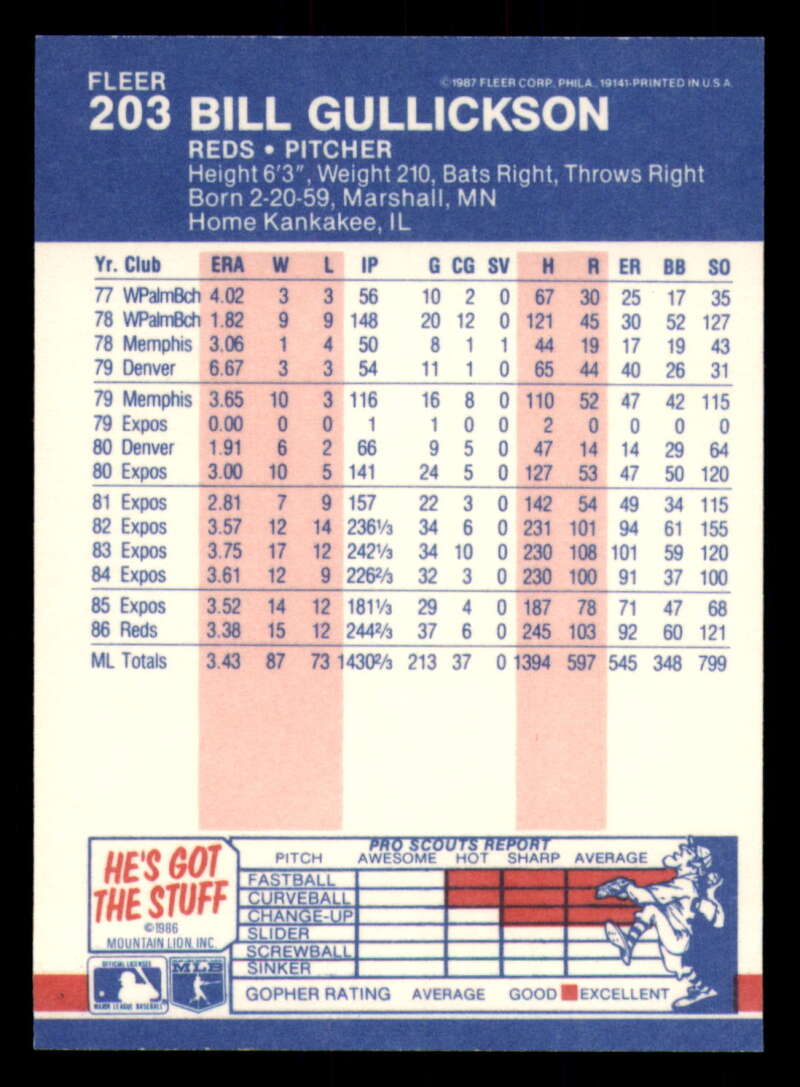 FLEER
©1987 FLEER CORP. PHILA., 19141-PRINTED IN U.S.A.
203 BILL GULLICKSON
REDS • PITCHER
Height 6'3", Weight 210, Bats Right, Throws Right
Born 2-20-59, Marshall, MN
Home Kankakee, IL
Yr. Club ERA W L IP G CG SV H R ER BB SO
77 WPalmBch 4.02 3 3 56 10 2 0 67 30 25 17 35
78 WPalmBch 1.82 9 9 148 20 12 0 121 45 30 52 127
78 Memphis 3.06 1 4 50 8 1 1 44 19 17 19 43
79 Denver 6.67 3 3 54 11 1 0 65 44 40 26 31
79 Memphis 3.65 10 3 116 16 8 0 110 52 47 42 115
79 Expos 0.00 0 0 1 1 0 0 2 0 0 0 0
80 Denver 1.91 6 2 66 9 5 0 47 14 14 29 64
80 Expos 3.00 10 5 141 24 5 0 127 53 47 50 120
81 Expos 2.81 7 9 157 22 3 0 142 54 49 34 115
82 Expos 3.57 12 14 236⅓ 34 6 0 231 101 94 61 155
83 Expos 3.75 17 12 242⅓ 34 10 0 230 108 101 59 120
84 Expos 3.61 12 9 226⅔ 32 3 0 230 100 91 37 100
85 Expos 3.52 14 12 181⅓ 29 4 0 187 78 71 47 68
86 Reds 3.38 15 12 244⅔ 37 6 0 245 103 92 60 121
ML Totals 3.43 87 73 1430⅔ 213 37 0 1394 597 545 348 799
HE'S GOT
THE STUFF
©1986
MOUNTAIN LION, INC.
PRO SCOUTS REPORT
PITCH AWESOME HOT SHARP AVERAGE
FASTBALL
CURVEBALL
CHANGE-UP
SLIDER
SCREWBALL
SINKER
GOPHER RATING AVERAGE GOOD EXCELLENT
OFFICIAL LICENSEE
MAJOR LEAGUE BASEBALL
MLB